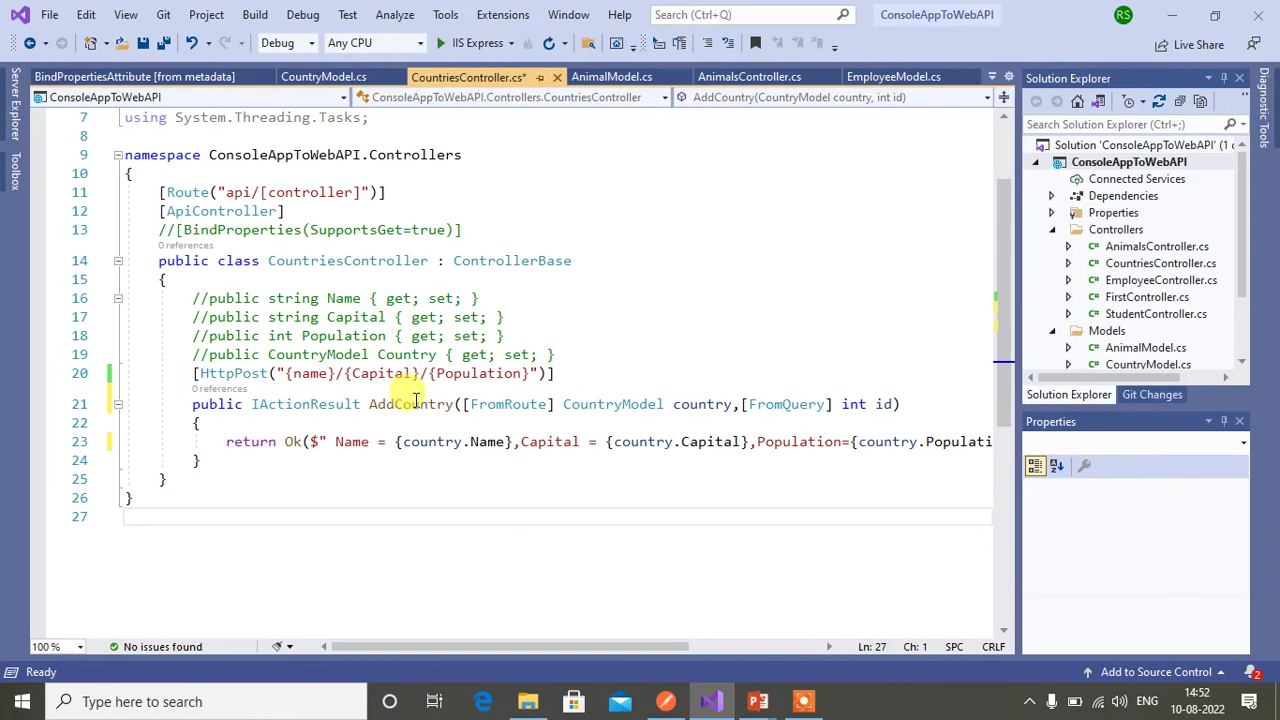 File Edit View Git Project Build Debug Test Analyze Tools Extensions Window Help Search (Ctrl+Q) ConsoleAppToWebAPI RS
Debug Any CPU IIS Express Live Share
Server Explorer
Toolbox
BindPropertiesAttribute [from metadata] CountryModel.cs CountriesController.cs* AnimalModel.cs AnimalsController.cs EmployeeModel.cs
ConsoleAppToWebAPI ConsoleAppToWebAPI.Controllers.CountriesController AddCountry(CountryModel country, int id)
7 using System.Threading.Tasks;
8
9 namespace ConsoleAppToWebAPI.Controllers
10 {
11 [Route("api/[controller]")]
12 [ApiController]
13 //[BindProperties(SupportsGet=true)]
0 references
14 public class CountriesController : ControllerBase
15 {
16 //public string Name { get; set; }
17 //public string Capital { get; set; }
18 //public int Population { get; set; }
19 //public CountryModel Country { get; set; }
20 [HttpPost("{name}/{Capital}/{Population}")]
0 references
21 public IActionResult AddCountry([FromRoute] CountryModel country,[FromQuery] int id)
22 {
23 return Ok($" Name = {country.Name},Capital = {country.Capital},Population={country.Populati
24 }
25 }
26 }
27
100 % No issues found Ln: 27 Ch: 1 SPC CRLF
Solution Explorer
Search Solution Explorer (Ctrl+;)
Solution 'ConsoleAppToWebAPI' (1 c
ConsoleAppToWebAPI
Connected Services
Dependencies
Properties
Controllers
C# AnimalsController.cs
C# CountriesController.cs
C# EmployeeController.cs
C# FirstController.cs
C# StudentController.cs
Models
C# AnimalModel.cs
C# CountryModel.cs
Solution Explorer Git Changes
Properties
Diagnostic Tools
Ready Add to Source Control 2
Type here to search 14:52
10-08-2022